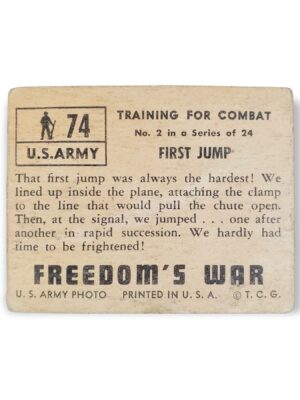 74
U.S.ARMY
TRAINING FOR COMBAT
No. 2 in a Series of 24
FIRST JUMP
That first jump was always the hardest! We
lined up inside the plane, attaching the clamp
to the line that would pull the chute open.
Then, at the signal, we jumped . . . one after
another in rapid succession. We hardly had
time to be frightened!
FREEDOM'S WAR
U. S. ARMY PHOTO PRINTED IN U. S. A. © T. C. G.